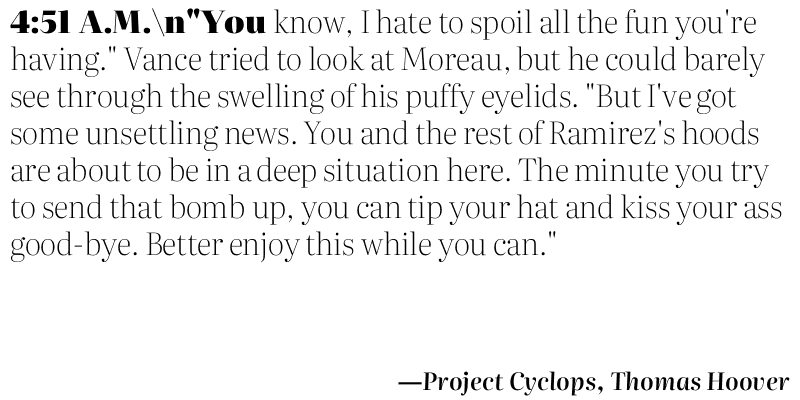 4:51 A.M.\n"You know, I hate to spoil all the fun you're
having." Vance tried to look at Moreau, but he could barely
see through the swelling of his puffy eyelids. "But I've got
some unsettling news. You and the rest of Ramirez's hoods
are about to be in a deep situation here. The minute you try
to send that bomb up, you can tip your hat and kiss your ass
good-bye. Better enjoy this while you can."
—Project Cyclops, Thomas Hoover